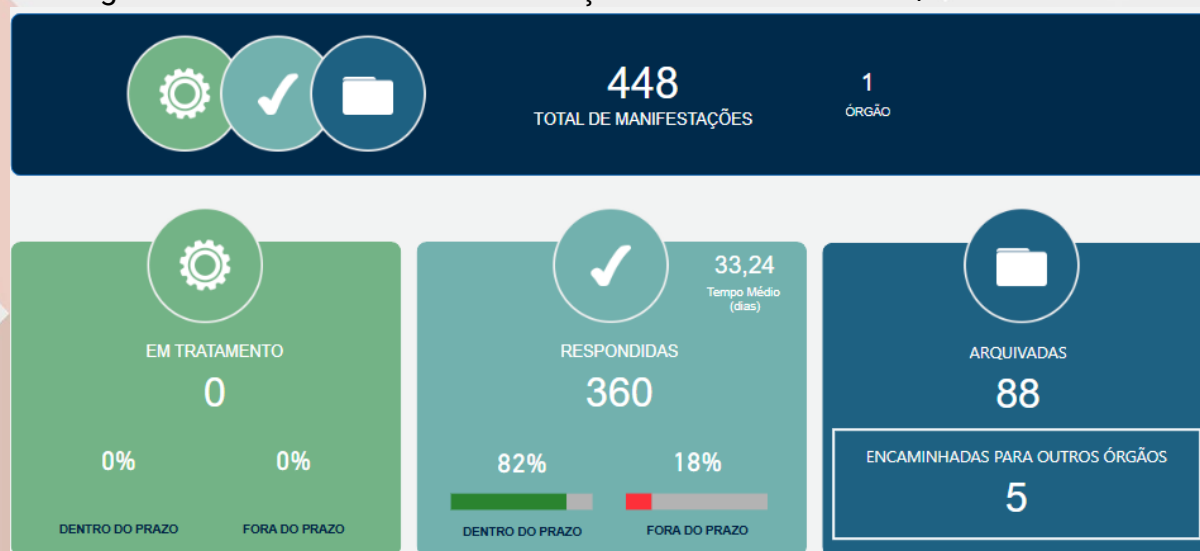 448
TOTAL DE MANIFESTAÇÕES
1
ÓRGÃO
EM TRATAMENTO
0
0%
0%
DENTRO DO PRAZO
FORA DO PRAZO
33,24
Tempo Médio
(dias)
RESPONDIDAS
360
82%
18%
DENTRO DO PRAZO
FORA DO PRAZO
ARQUIVADAS
88
ENCAMINHADAS PARA OUTROS ÓRGÃOS
5